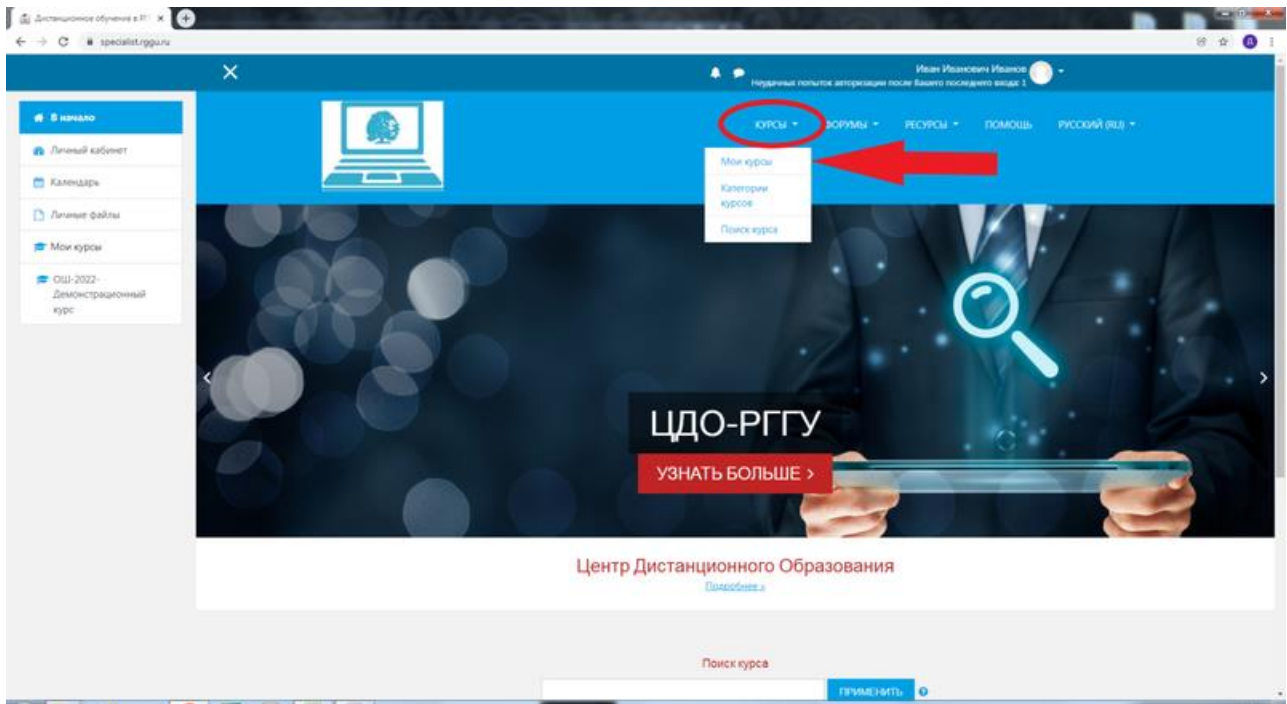 Дистанционное обучение в РГ
specialist.rggu.ru
Я
Иван Иванович Иванов
Неудачных попыток авторизации после Вашего последнего входа: 1
В начало
Личный кабинет
Календарь
Личные файлы
Мои курсы
ОШ-2022-
Демонстрационный
курс
КУРСЫ ФОРУМЫ РЕСУРСЫ ПОМОЩЬ РУССКИЙ (RU)
Мои курсы
Категории
курсов
Поиск курса
ЦДО-РГГУ
УЗНАТЬ БОЛЬШЕ >
Центр Дистанционного Образования
Подробнее »
Поиск курса
ПРИМЕНИТЬ